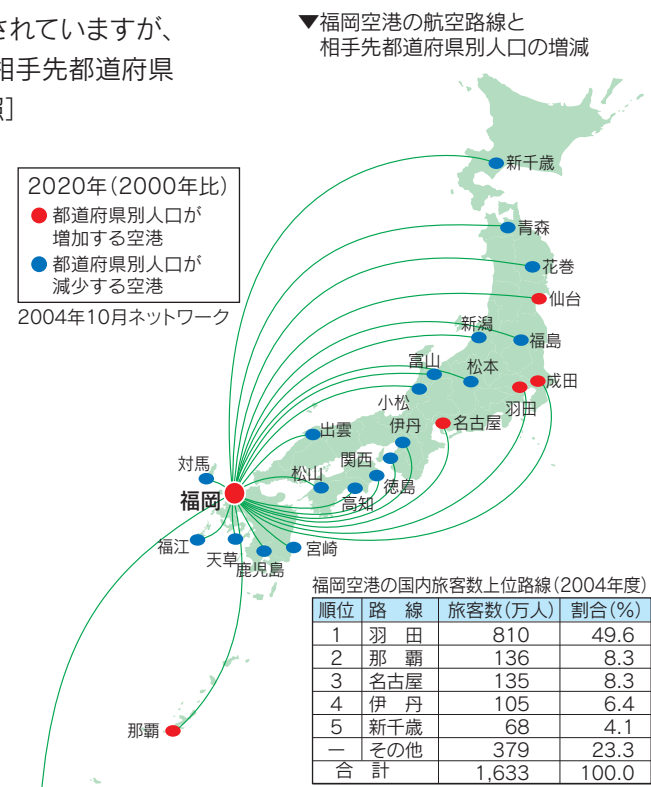 されていますが、
相手先都道府県
照]
▼福岡空港の航空路線と
相手先都道府県別人口の増減
2020年(2000年比)
都道府県別人口が
増加する空港
都道府県別人口が
減少する空港
2004年10月ネットワーク
新千歳
青森
花巻
仙台
新潟
福島
富山
松本
成田
羽田
小松
名古屋
出雲
伊丹
対馬
関西
松山
福岡
徳島
高知
福江
天草
宮崎
鹿児島
那覇
福岡空港の国内旅客数上位路線(2004年度)
順位 路 線 旅客数(万人) 割合(%)
1 羽 田 810 49.6
2 那 覇 136 8.3
3 名古屋 135 8.3
4 伊 丹 105 6.4
5 新千歳 68 4.1
― その他 379 23.3
合 計 1,633 100.0